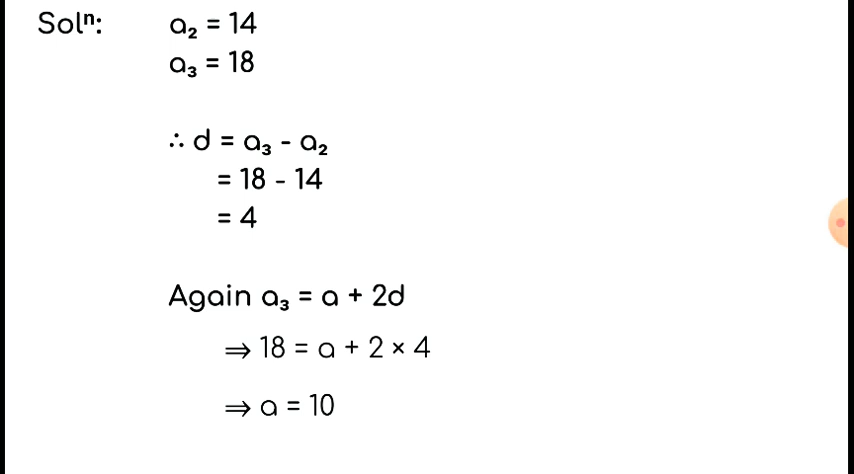 Solⁿ: a₂ = 14
a₃ = 18
∴ d = a₃ - a₂
= 18 - 14
= 4
Again a₃ = a + 2d
⇒ 18 = a + 2 × 4
⇒ a = 10